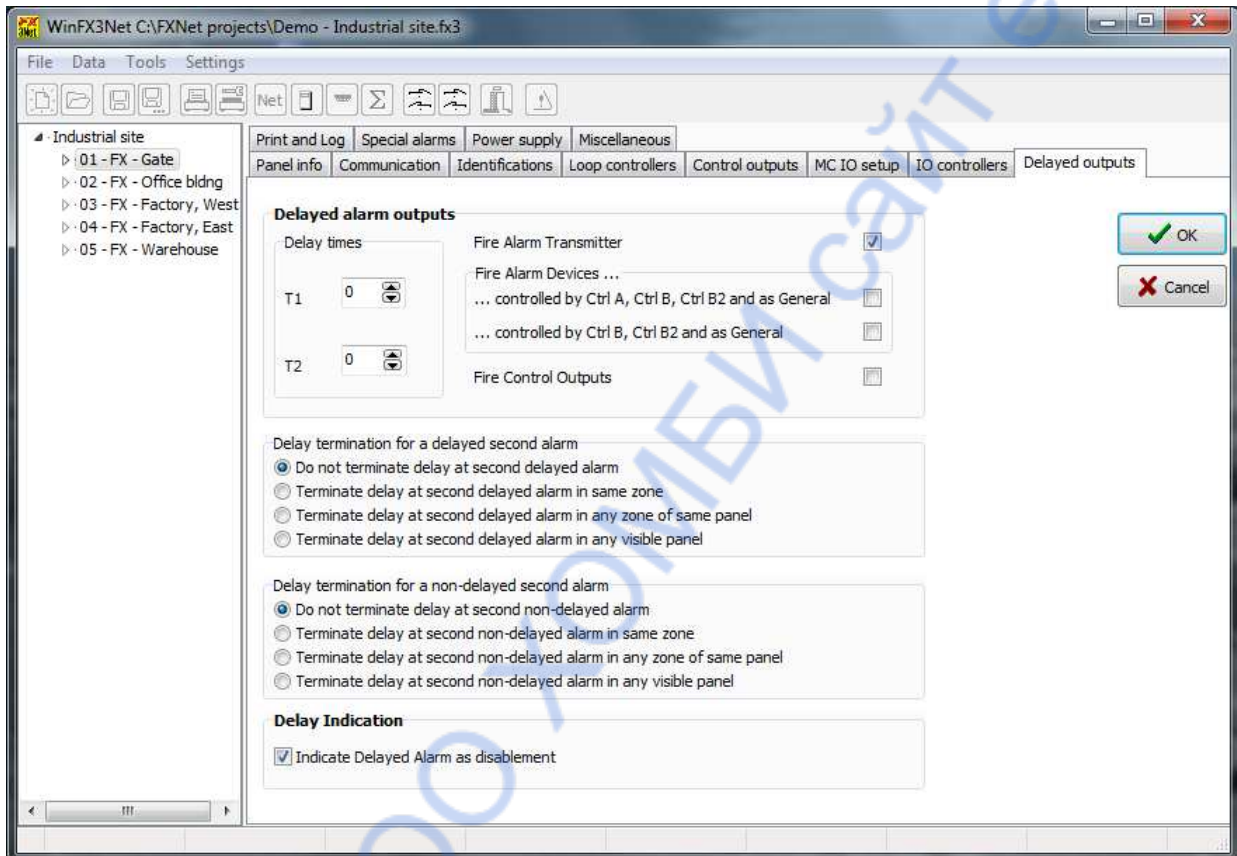 WinFX3Net C:\FXNet projects\Demo - Industrial site.fx3
File Data Tools Settings
Net
Industrial site
01 - FX - Gate
02 - FX - Office bldng
03 - FX - Factory, West
04 - FX - Factory, East
05 - FX - Warehouse
Print and Log Special alarms Power supply Miscellaneous
Panel info Communication Identifications Loop controllers Control outputs MC IO setup IO controllers Delayed outputs
Delayed alarm outputs
Delay times
T1 0
T2 0
Fire Alarm Transmitter
Fire Alarm Devices ...
... controlled by Ctrl A, Ctrl B, Ctrl B2 and as General
... controlled by Ctrl B, Ctrl B2 and as General
Fire Control Outputs
OK
Cancel
Delay termination for a delayed second alarm
Do not terminate delay at second delayed alarm
Terminate delay at second delayed alarm in same zone
Terminate delay at second delayed alarm in any zone of same panel
Terminate delay at second delayed alarm in any visible panel
Delay termination for a non-delayed second alarm
Do not terminate delay at second non-delayed alarm
Terminate delay at second non-delayed alarm in same zone
Terminate delay at second non-delayed alarm in any zone of same panel
Terminate delay at second non-delayed alarm in any visible panel
Delay Indication
Indicate Delayed Alarm as disablement
ХОМБИ сайт